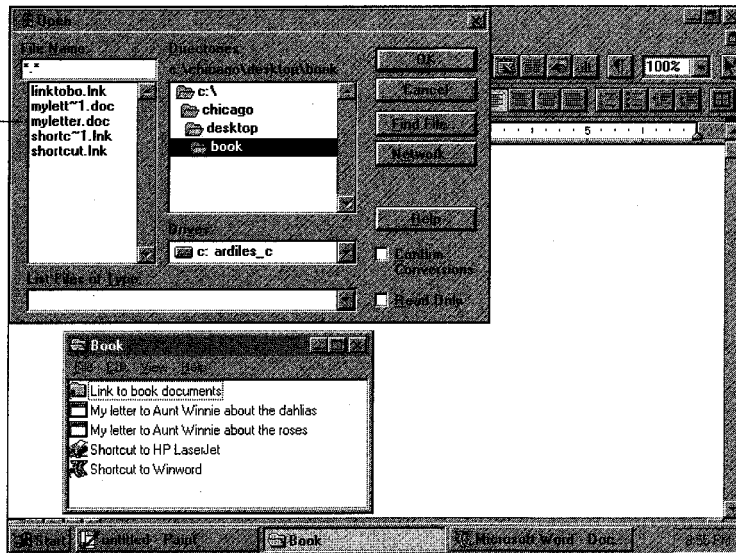 Open
File Name:
*.*
linktobo.lnk
mylett~1.doc
myletter.doc
shortc~1.lnk
shortcut.lnk
Directories:
c:\chicago\desktop\book
c:\
chicago
desktop
book
Drives:
c: ardiles_c
List Files of Type:
OK
Cancel
Find File...
Network...
Help
Confirm
Conversions
Read Only
100%
5
Book
File Edit View Help
Link to book documents
My letter to Aunt Winnie about the dahlias
My letter to Aunt Winnie about the roses
Shortcut to HP LaserJet
Shortcut to Winword
Start
untitled - Paint
Book
Microsoft Word - Doc...